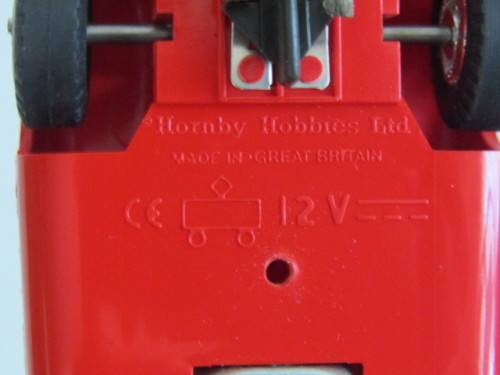 ©Hornby Hobbies Ltd
MADE IN GREAT BRITAIN
CE 12V